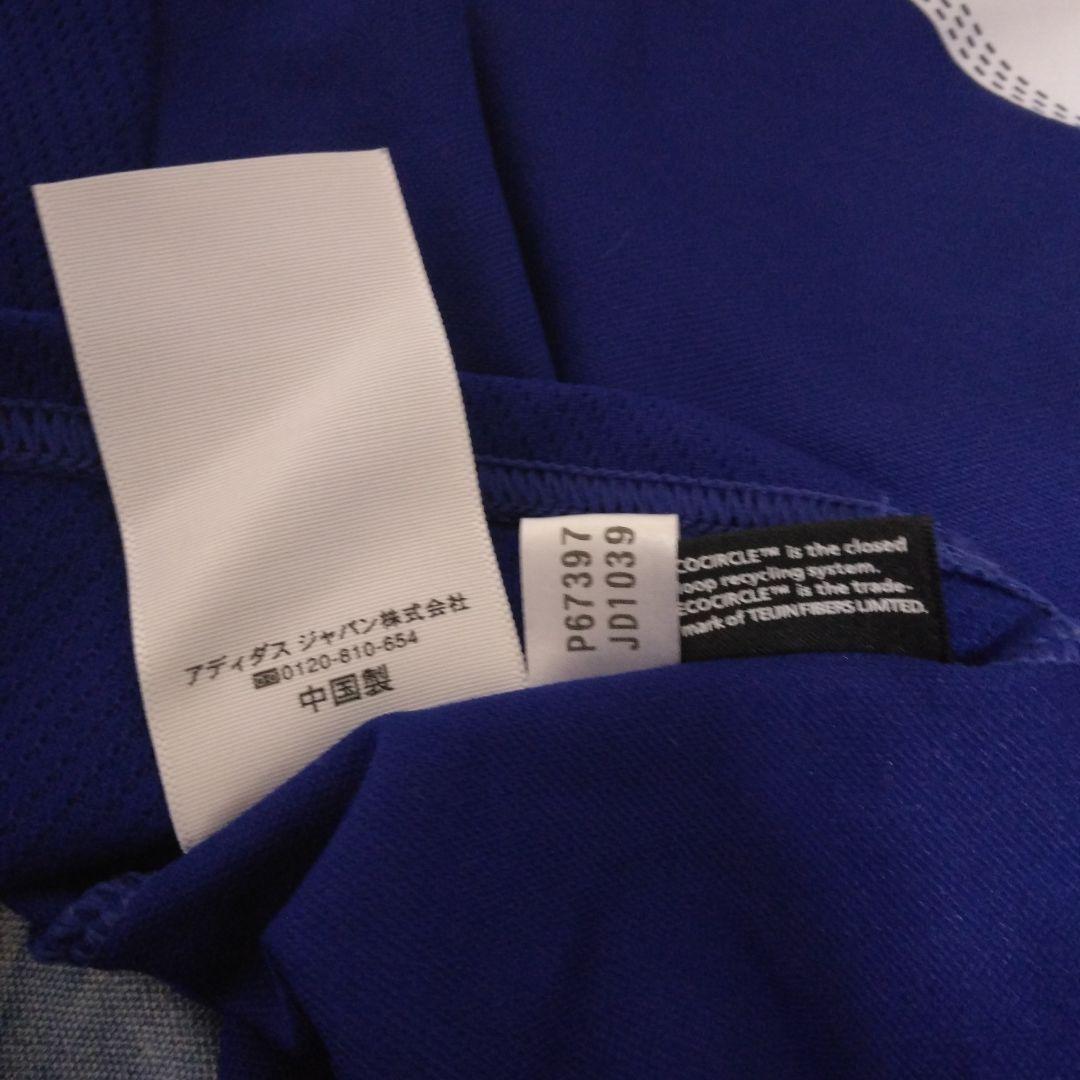 アディダス ジャパン株式会社
0120-810-654
中国製
P67397
JD1039
ECOCIRCLE™ is the closed
loop recycling system.
ECOCIRCLE™ is the trade-
mark of TEIJIN FIBERS LIMITED.